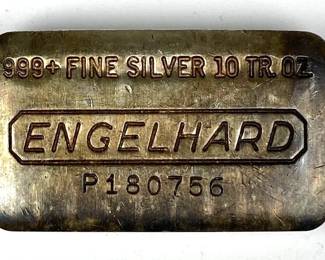 999+ FINE SILVER 10 TR. OZ.
ENGELHARD
P180756